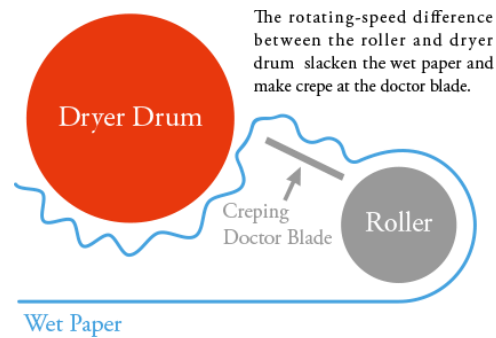 The rotating-speed difference
between the roller and dryer
drum slacken the wet paper and
make crepe at the doctor blade.
Dryer Drum
Creping
Doctor Blade
Roller
Wet Paper